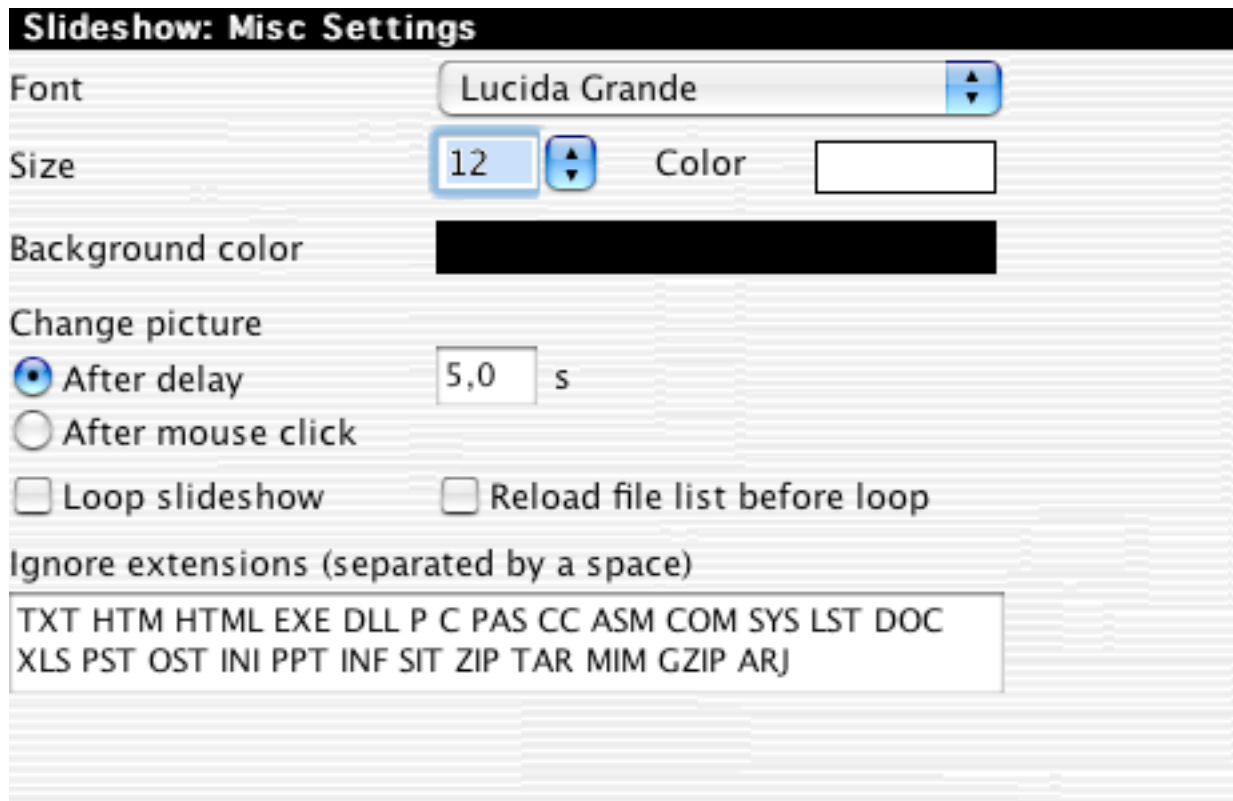 Slideshow: Misc Settings
Font Lucida Grande
Size 12 Color
Background color
Change picture
After delay 5,0 s
After mouse click
Loop slideshow Reload file list before loop
Ignore extensions (separated by a space)
TXT HTM HTML EXE DLL P C PAS CC ASM COM SYS LST DOC
XLS PST OST INI PPT INF SIT ZIP TAR MIM GZIP ARJ